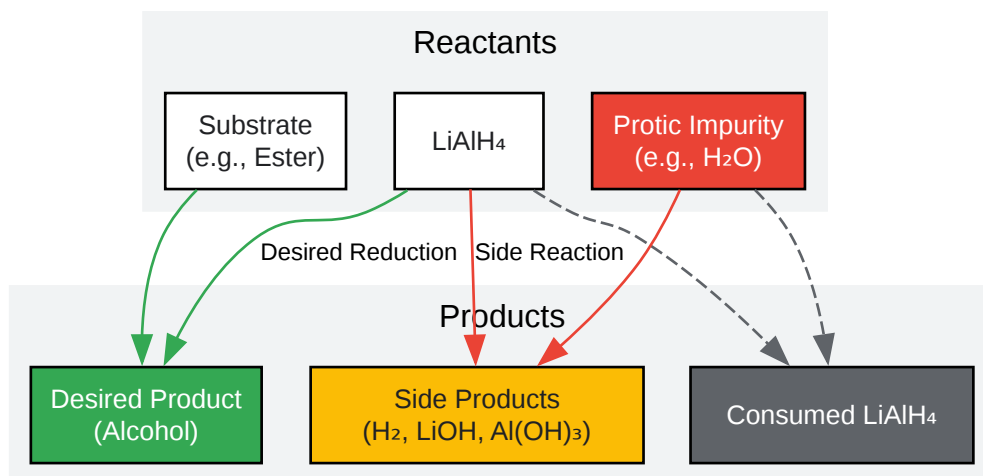 Reactants
Substrate
(e.g., Ester)
LiAlH₄
Protic Impurity
(e.g., H₂O)
Desired Reduction
Side Reaction
Products
Desired Product
(Alcohol)
Side Products
(H₂, LiOH, Al(OH)₃)
Consumed LiAlH₄